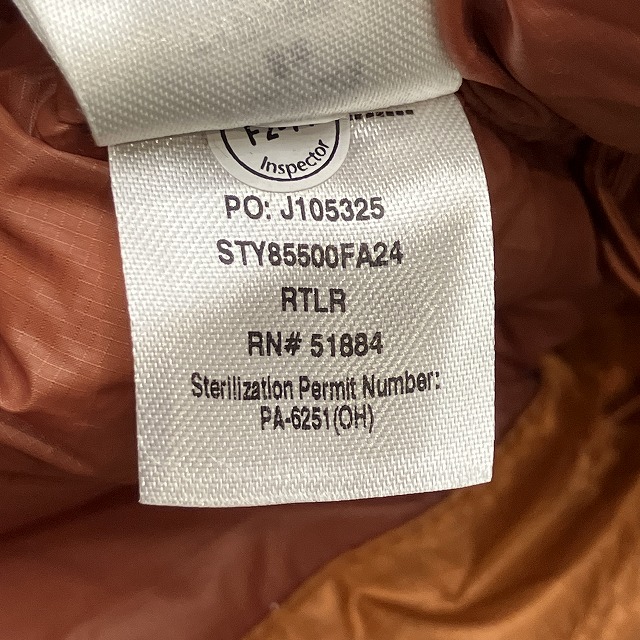 Inspector
PO: J105325
STY85500FA24
RTLR
RN# 51884
Sterilization Permit Number:
PA-6251(OH)